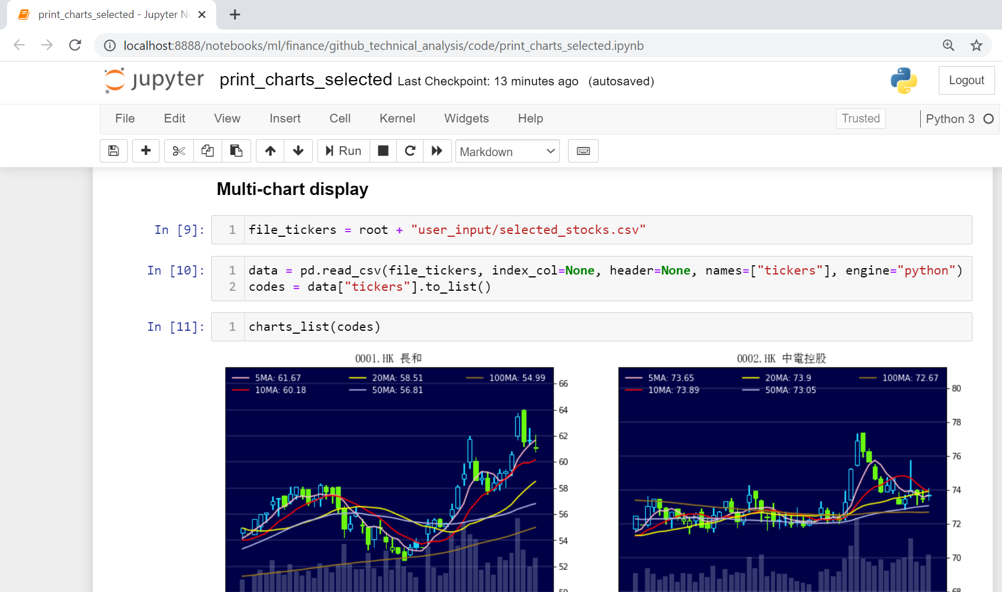 print_charts_selected - Jupyter N
localhost:8888/notebooks/ml/finance/github_technical_analysis/code/print_charts_selected.ipynb
jupyter print_charts_selected Last Checkpoint: 13 minutes ago (autosaved)
Logout
File Edit View Insert Cell Kernel Widgets Help Trusted Python 3
Run Markdown
Multi-chart display
In [9]: 1 file_tickers = root + "user_input/selected_stocks.csv"
In [10]: 1 data = pd.read_csv(file_tickers, index_col=None, header=None, names=["tickers"], engine="python")
2 codes = data["tickers"].to_list()
In [11]: 1 charts_list(codes)
0001.HK 長和
5MA: 61.67 20MA: 58.51 100MA: 54.99
10MA: 60.18 50MA: 56.81
66
64
62
60
58
56
54
52
50
0002.HK 中電控股
5MA: 73.65 20MA: 73.9 100MA: 72.67
10MA: 73.89 50MA: 73.05
80
78
76
74
72
70
68